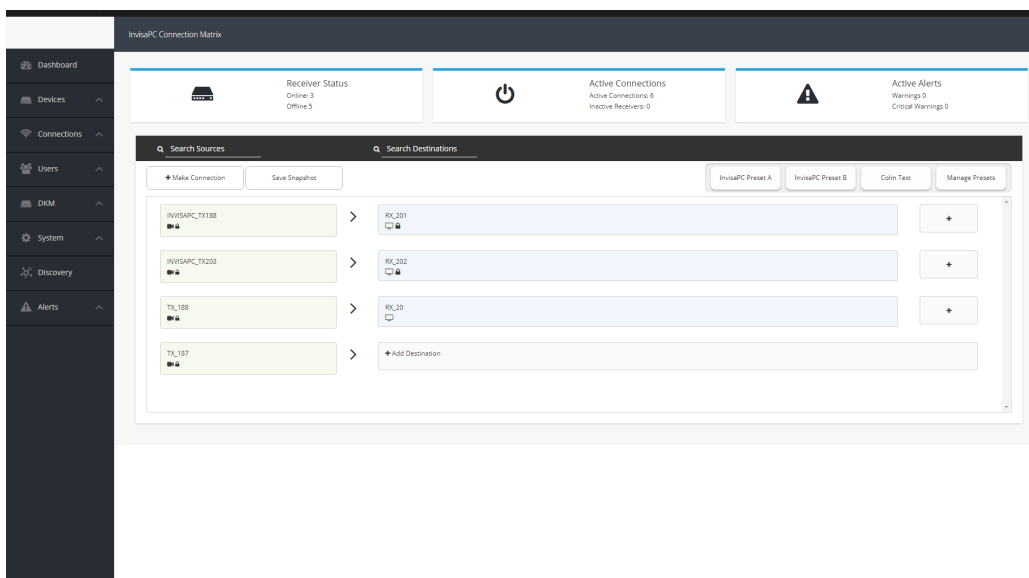 InvisaPC Connection Matrix
Dashboard
Devices
Connections
Users
DKM
System
Discovery
Alerts
Receiver Status
Online: 3
Offline 5
Active Connections
Active Connections: 6
Inactive Receivers: 0
Active Alerts
Warnings 0
Critical Warnings 0
Search Sources
Search Destinations
+ Make Connection
Save Snapshot
InvisaPC Preset A
InvisaPC Preset B
Colm Test
Manage Presets
INVISAPC_TX188
RX_201
+
INVISAPC_TX203
RX_202
+
TX_188
RX_20
+
TX_187
+ Add Destination